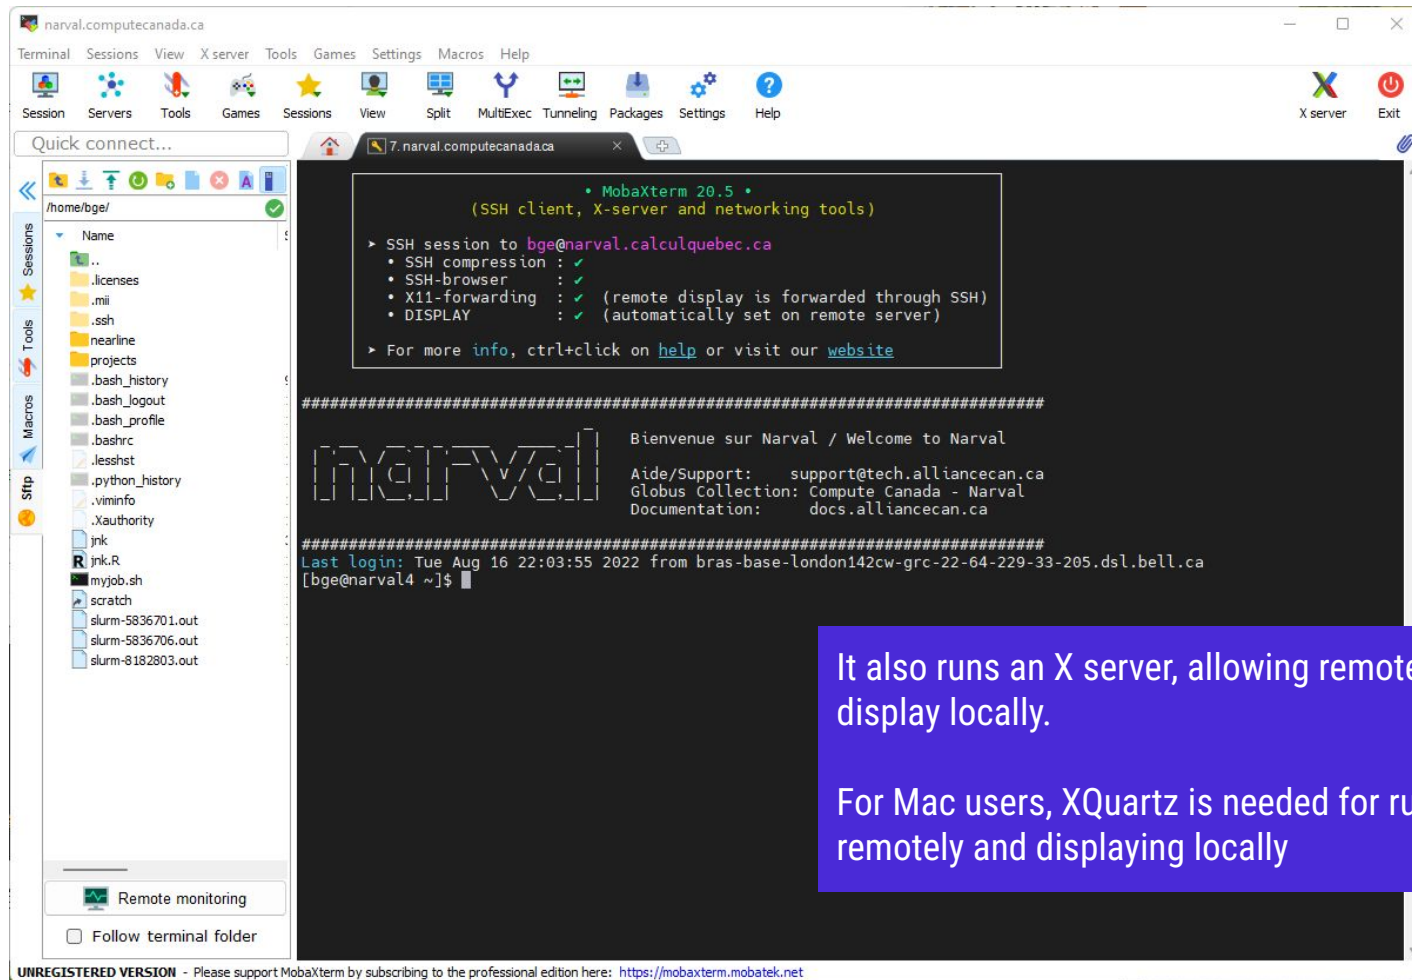 narval.computecanada.ca
Terminal Sessions View X server Tools Games Settings Macros Help
Session Servers Tools Games Sessions View Split MultiExec Tunneling Packages Settings Help X server Exit
Quick connect...
7. narval.computecanada.ca
/home/bge/
Name
..
.licenses
.mii
.ssh
nearline
projects
.bash_history
.bash_logout
.bash_profile
.bashrc
.lesshst
.python_history
.viminfo
.Xauthority
jnk
jnk.R
myjob.sh
scratch
slurm-5836701.out
slurm-5836706.out
slurm-8182803.out
Sessions
Tools
Macros
Sftp
Remote monitoring
Follow terminal folder
• MobaXterm 20.5 •
(SSH client, X-server and networking tools)
➤ SSH session to bge@narval.calculquebec.ca
• SSH compression : ✔
• SSH-browser : ✔
• X11-forwarding : ✔ (remote display is forwarded through SSH)
• DISPLAY : ✔ (automatically set on remote server)
➤ For more info, ctrl+click on help or visit our website
###############################################################################
narval
Bienvenue sur Narval / Welcome to Narval
Aide/Support: support@tech.alliancecan.ca
Globus Collection: Compute Canada - Narval
Documentation: docs.alliancecan.ca
###############################################################################
Last login: Tue Aug 16 22:03:55 2022 from bras-base-london142cw-grc-22-64-229-33-205.dsl.bell.ca
[bge@narval4 ~]$
It also runs an X server, allowing remote
display locally.
For Mac users, XQuartz is needed for ru
remotely and displaying locally
UNREGISTERED VERSION - Please support MobaXterm by subscribing to the professional edition here: https://mobaxterm.mobatek.net